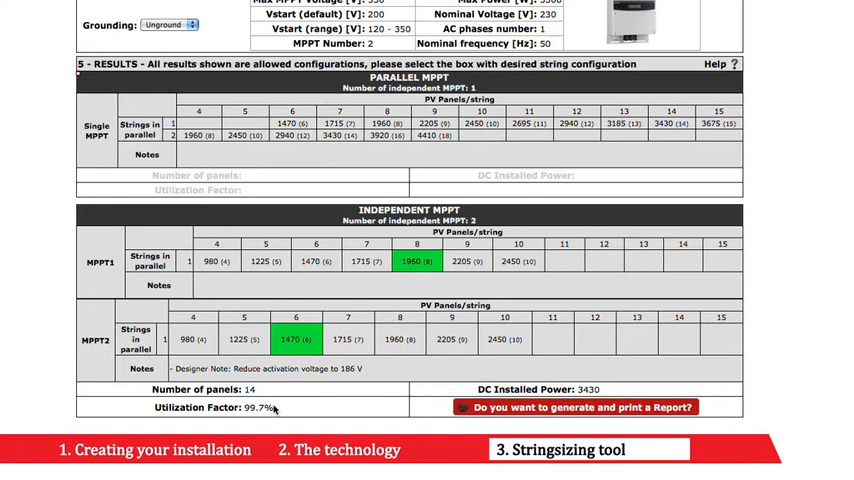 Max MPPT Voltage [V] 550
Max Power [W] 3300
Grounding: Unground
Vstart (default) [V] 200
Nominal Voltage [V] 230
Vstart (range) [V] 120 - 350
AC phases number 1
MPPT Number 2
Nominal frequency [Hz] 50
5 - RESULTS - All results shown are allowed configurations, please select the box with desired string configuration
Help ?
PARALLEL MPPT
Number of independent MPPT: 1
PV Panels/string
4 5 6 7 8 9 10 11 12 13 14 15
Single MPPT
Strings in parallel
1 1470 (6) 1715 (7) 1960 (8) 2205 (9) 2450 (10) 2695 (11) 2940 (12) 3185 (13) 3430 (14) 3675 (15)
2 1960 (8) 2450 (10) 2940 (12) 3430 (14) 3920 (16) 4410 (18)
Notes
Number of panels:
DC Installed Power:
Utilization Factor:
INDEPENDENT MPPT
Number of independent MPPT: 2
PV Panels/string
4 5 6 7 8 9 10 11 12 13 14 15
MPPT1
Strings in parallel
1 980 (4) 1225 (5) 1470 (6) 1715 (7) 1960 (8) 2205 (9) 2450 (10)
Notes
PV Panels/string
4 5 6 7 8 9 10 11 12 13 14 15
MPPT2
Strings in parallel
1 980 (4) 1225 (5) 1470 (6) 1715 (7) 1960 (8) 2205 (9) 2450 (10)
Notes
- Designer Note: Reduce activation voltage to 186 V
Number of panels: 14
DC Installed Power: 3430
Utilization Factor: 99.7%
Do you want to generate and print a Report?
1. Creating your installation
2. The technology
3. Stringsizing tool